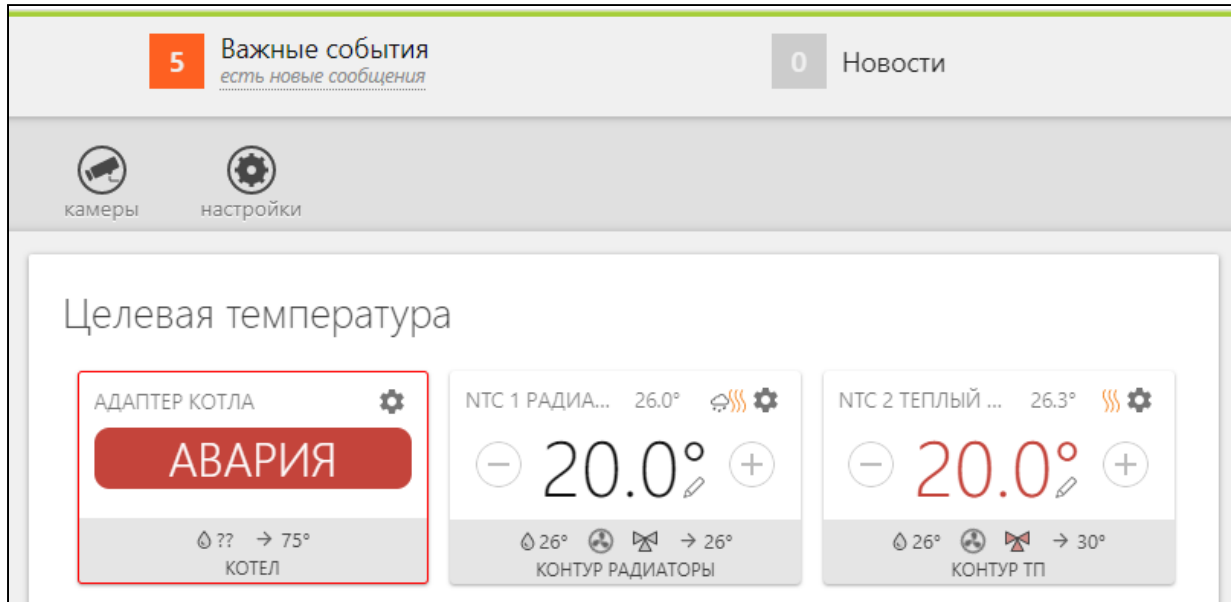 5 Важные события
есть новые сообщения
0 Новости
камеры настройки
Целевая температура
АДАПТЕР КОТЛА
АВАРИЯ
?? → 75°
КОТЕЛ
NTC 1 РАДИА... 26.0°
20.0°
26° → 26°
КОНТУР РАДИАТОРЫ
NTC 2 ТЕПЛЫЙ ... 26.3°
20.0°
26° → 30°
КОНТУР ТП